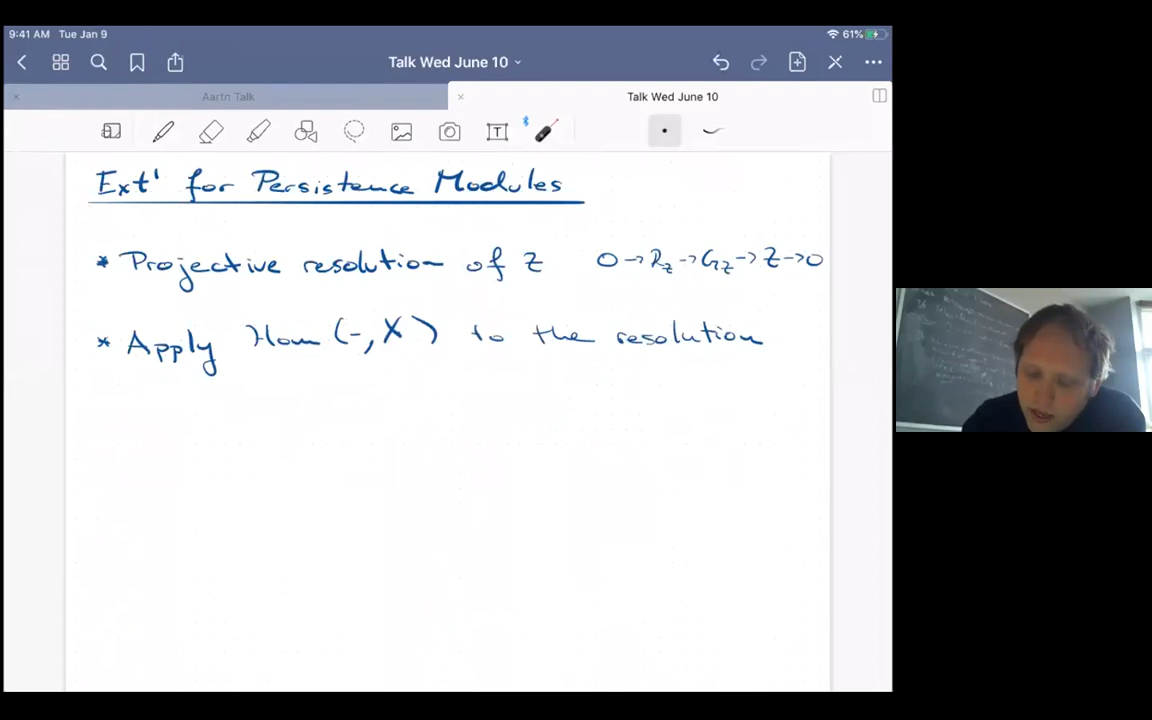 9:41 AM Tue Jan 9 61%
Talk Wed June 10
Aartn Talk Talk Wed June 10
T
Ext¹ for Persistence Modules
* Projective resolution of Z 0→R_Z→G_Z→Z→0
* Apply Hom (-, X) to the resolution